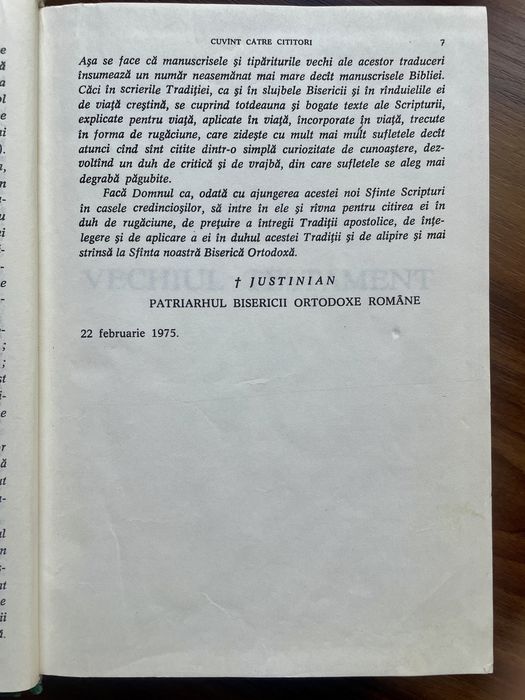 CUVÎNT CĂTRE CITITORI 7
Așa se face că manuscrisele și tipăriturile vechi ale acestor traduceri
însumează un număr neasemănat mai mare decît manuscrisele Bibliei.
Căci în scrierile Tradiției, ca și în slujbele Bisericii și în rînduielile ei
de viață creștină, se cuprind totdeauna și bogate texte ale Scripturii,
explicate pentru viață, aplicate în viață, încorporate în viață, trecute
în forma de rugăciune, care zidește cu mult mai mult sufletele decît
atunci cînd sînt citite dintr-o simplă curiozitate de cunoaștere, dez-
voltînd un duh de critică și de vrajbă, din care sufletele se aleg mai
degrabă păgubite.
Facă Domnul ca, odată cu ajungerea acestei noi Sfinte Scripturi
în casele credincioșilor, să intre în ele și rîvna pentru citirea ei în
duh de rugăciune, de prețuire a întregii Tradiții apostolice, de înțe-
legere și de aplicare a ei în duhul acestei Tradiții și de alipire și mai
strînsă la Sfînta noastră Biserică Ortodoxă.
† JUSTINIAN
PATRIARHUL BISERICII ORTODOXE ROMÂNE
22 februarie 1975.